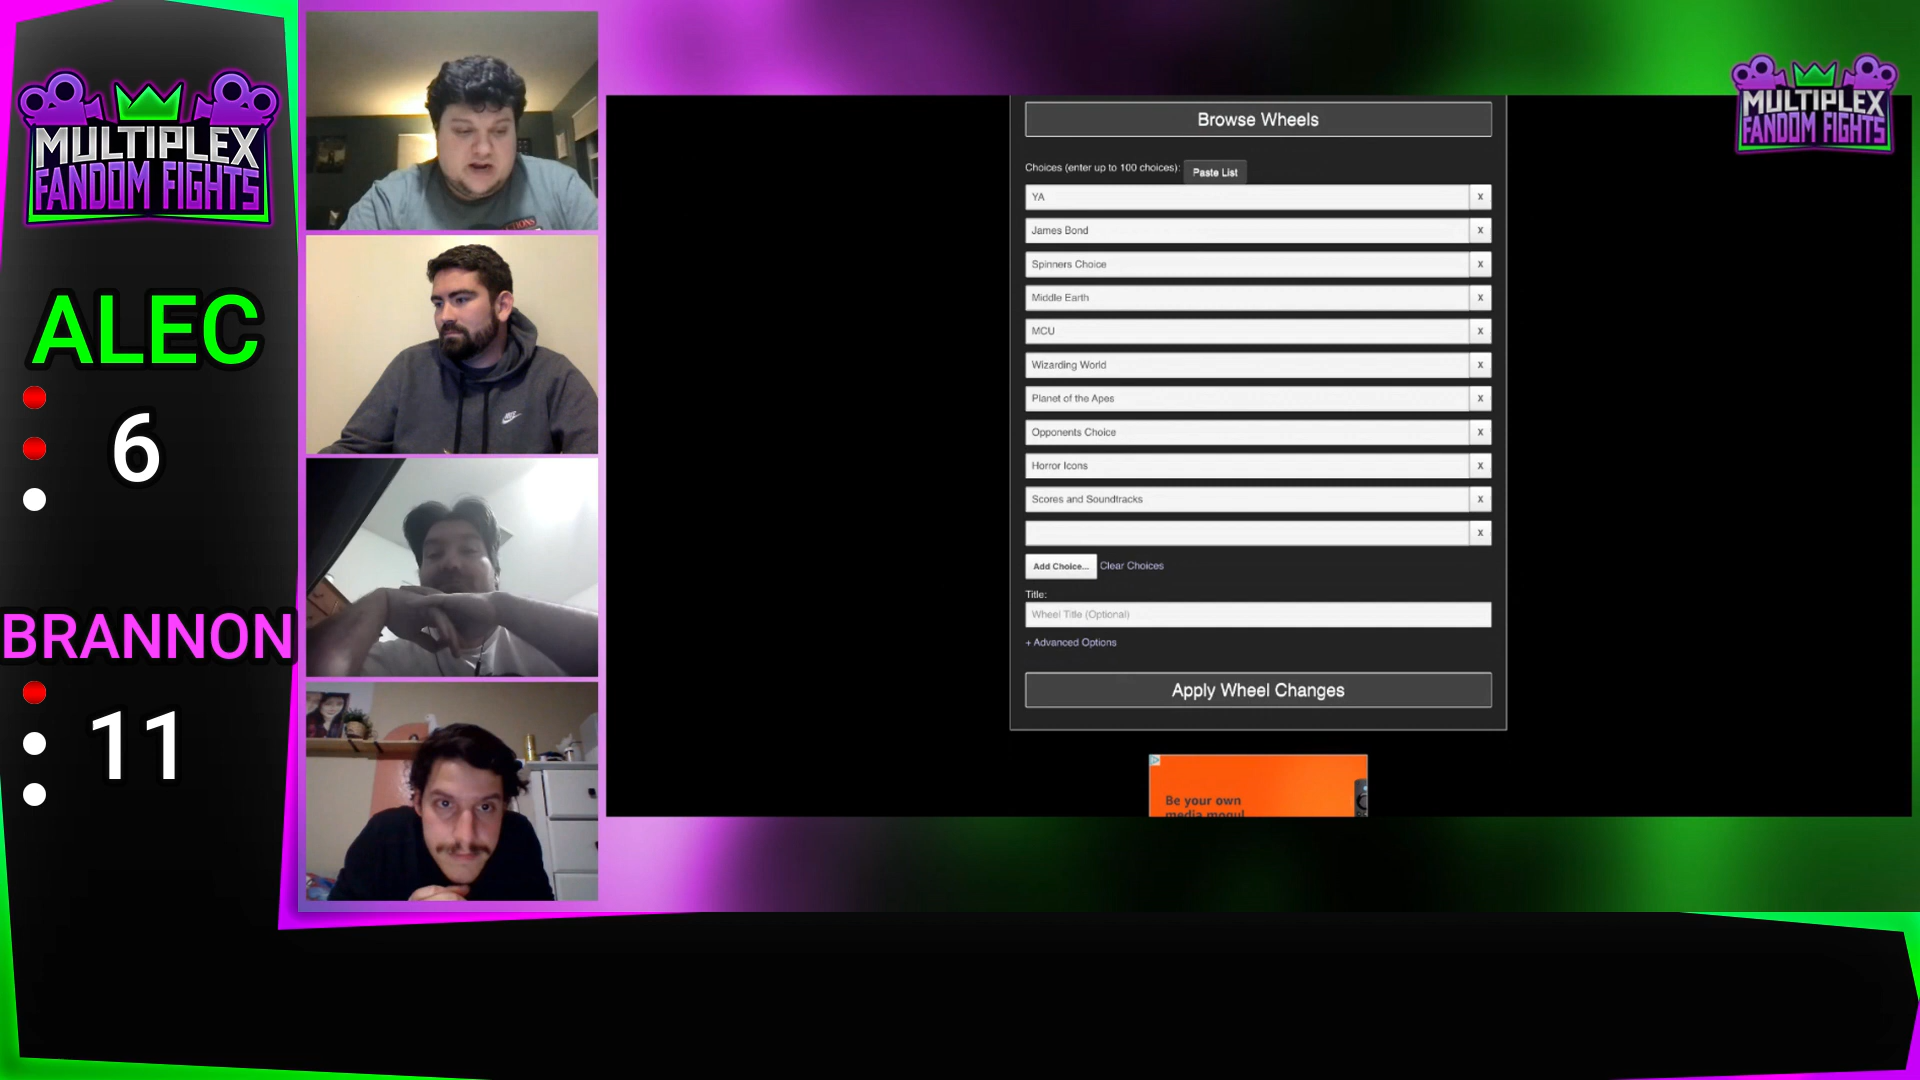 MULTIPLEX
FANDOM FIGHTS
ALEC
6
BRANNON
11
Browse Wheels
Choices (enter up to 100 choices):
Paste List
YA
x
James Bond
x
Spinners Choice
x
Middle Earth
x
MCU
x
Wizarding World
x
Planet of the Apes
x
Opponents Choice
x
Horror Icons
x
Scores and Soundtracks
x
x
Add Choice...
Clear Choices
Title:
Wheel Title (Optional)
+ Advanced Options
Apply Wheel Changes
Be your own
media mogul
MULTIPLEX
FANDOM FIGHTS